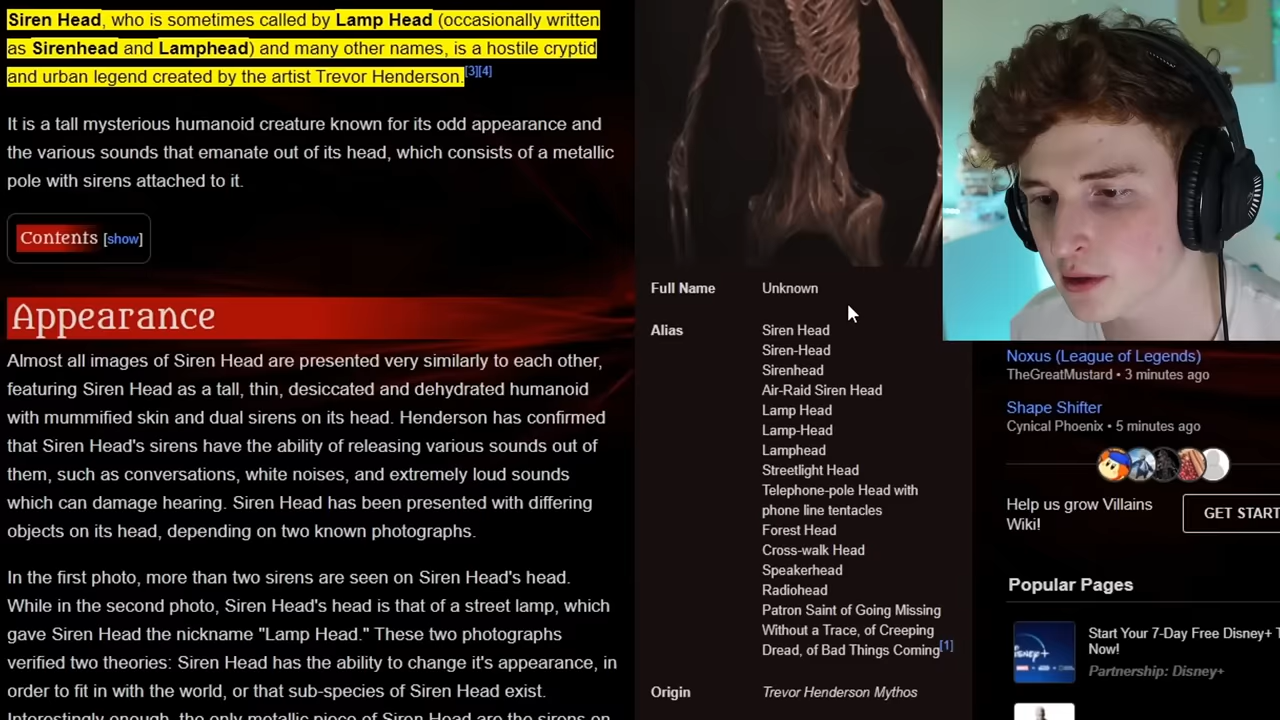 Siren Head, who is sometimes called by Lamp Head (occasionally written
as Sirenhead and Lamphead) and many other names, is a hostile cryptid
and urban legend created by the artist Trevor Henderson.[3][4]
It is a tall mysterious humanoid creature known for its odd appearance and
the various sounds that emanate out of its head, which consists of a metallic
pole with sirens attached to it.
Contents [show]
Appearance
Almost all images of Siren Head are presented very similarly to each other,
featuring Siren Head as a tall, thin, desiccated and dehydrated humanoid
with mummified skin and dual sirens on its head. Henderson has confirmed
that Siren Head's sirens have the ability of releasing various sounds out of
them, such as conversations, white noises, and extremely loud sounds
which can damage hearing. Siren Head has been presented with differing
objects on its head, depending on two known photographs.
In the first photo, more than two sirens are seen on Siren Head's head.
While in the second photo, Siren Head's head is that of a street lamp, which
gave Siren Head the nickname "Lamp Head." These two photographs
verified two theories: Siren Head has the ability to change it's appearance, in
order to fit in with the world, or that sub-species of Siren Head exist.
Interestingly enough, the only metallic piece of Siren Head are the sirens on
Full Name Unknown
Alias Siren Head
Siren-Head
Sirenhead
Air-Raid Siren Head
Lamp Head
Lamp-Head
Lamphead
Streetlight Head
Telephone-pole Head with
phone line tentacles
Forest Head
Cross-walk Head
Speakerhead
Radiohead
Patron Saint of Going Missing
Without a Trace, of Creeping
Dread, of Bad Things Coming[1]
Origin Trevor Henderson Mythos
Noxus (League of Legends)
TheGreatMustard • 3 minutes ago
Shape Shifter
Cynical Phoenix • 5 minutes ago
Help us grow Villains
Wiki!
GET START
Popular Pages
Disney+
Start Your 7-Day Free Disney+ T
Now!
Partnership: Disney+